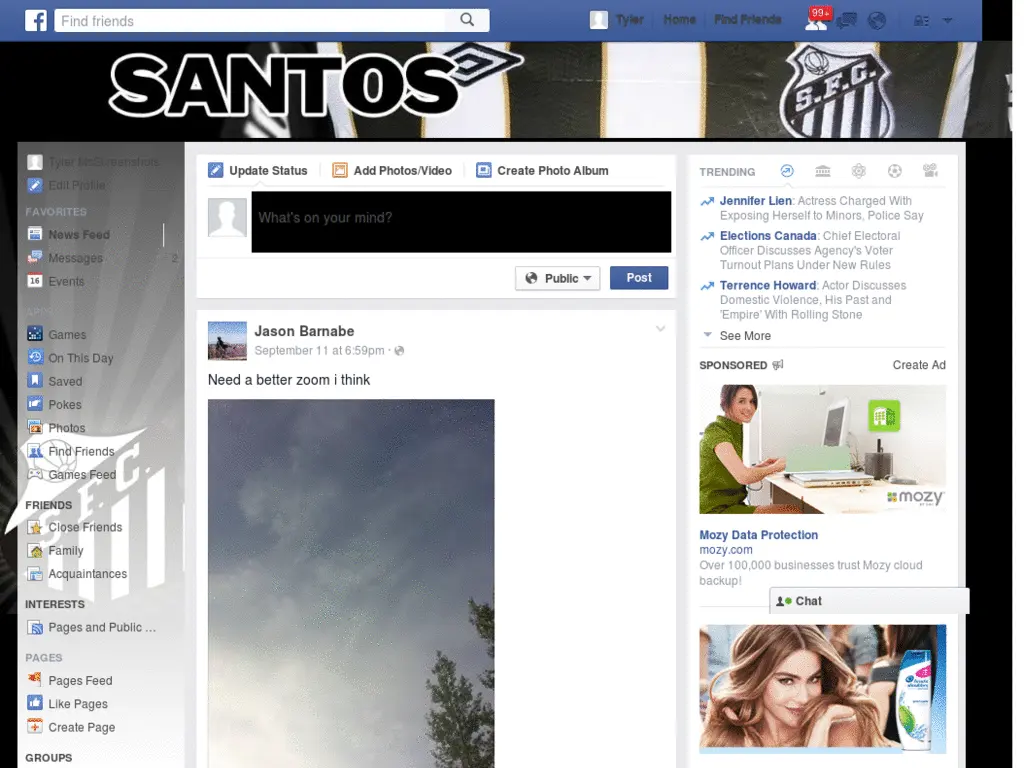 Find friends
Tyler
Home
Find Friends
99+
SANTOS
S.F.C.
Tyler McScreenshots
Edit Profile
FAVORITES
News Feed
Messages
2
16
Events
APPS
Games
On This Day
Saved
Pokes
Photos
Find Friends
Games Feed
S.F.C.
FRIENDS
Close Friends
Family
Acquaintances
INTERESTS
Pages and Public ...
PAGES
Pages Feed
Like Pages
Create Page
GROUPS
Update Status
Add Photos/Video
Create Photo Album
What's on your mind?
Public
Post
Jason Barnabe
September 11 at 6:59pm ·
Need a better zoom i think
TRENDING
Jennifer Lien: Actress Charged With
Exposing Herself to Minors, Police Say
Elections Canada: Chief Electoral
Officer Discusses Agency's Voter
Turnout Plans Under New Rules
Terrence Howard: Actor Discusses
Domestic Violence, His Past and
'Empire' With Rolling Stone
See More
SPONSORED
Create Ad
mozy
Mozy Data Protection
mozy.com
Over 100,000 businesses trust Mozy cloud
backup!
Chat
head & shoulders